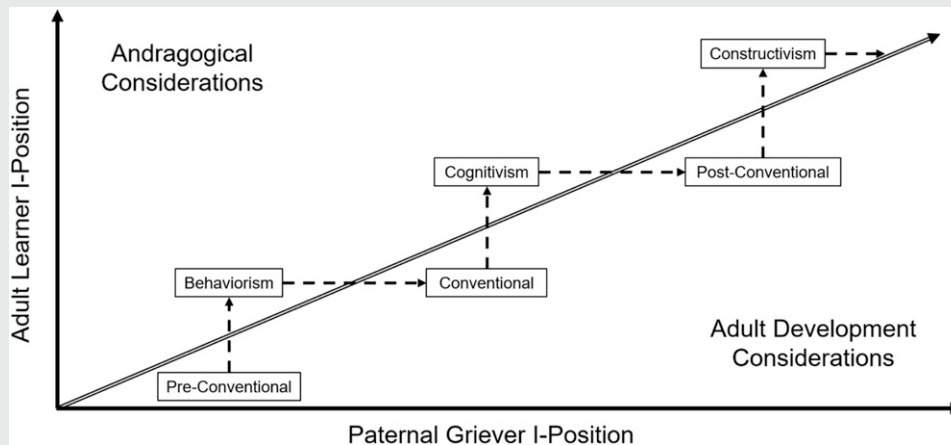 Andragogical
Considerations
Constructivism
Cognitivism
Post-Conventional
Behaviorism
Conventional
Adult Development
Considerations
Pre-Conventional
Adult Learner I-Position
Paternal Griever I-Position